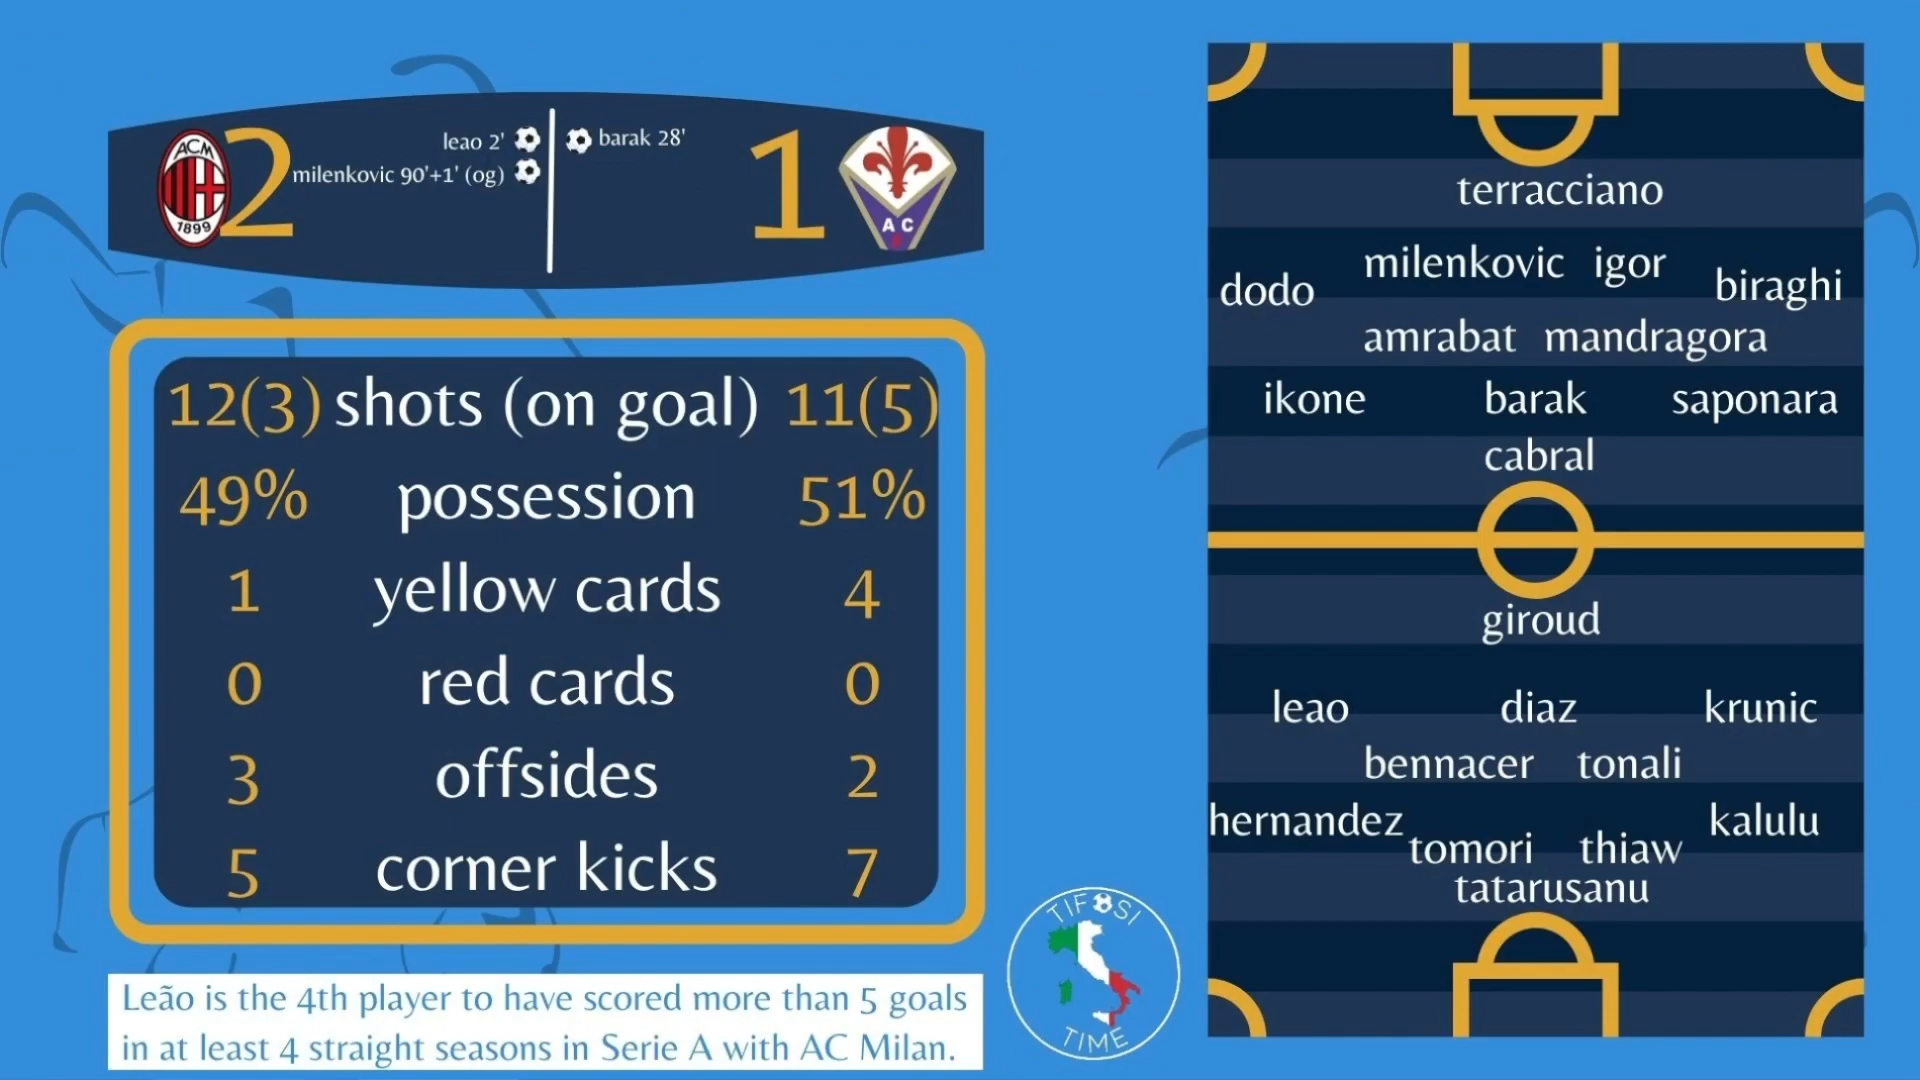 ACM
1899
2
leao 2'
milenkovic 90'+1' (og)
barak 28'
1
A C
12(3) shots (on goal) 11(5)
49% possession 51%
1 yellow cards 4
0 red cards 0
3 offsides 2
5 corner kicks 7
Leão is the 4th player to have scored more than 5 goals
in at least 4 straight seasons in Serie A with AC Milan.
TIFOSI
TIME
terracciano
dodo milenkovic igor biraghi
amrabat mandragora
ikone barak saponara
cabral
giroud
leao diaz krunic
bennacer tonali
hernandez tomori thiaw kalulu
tatarusanu